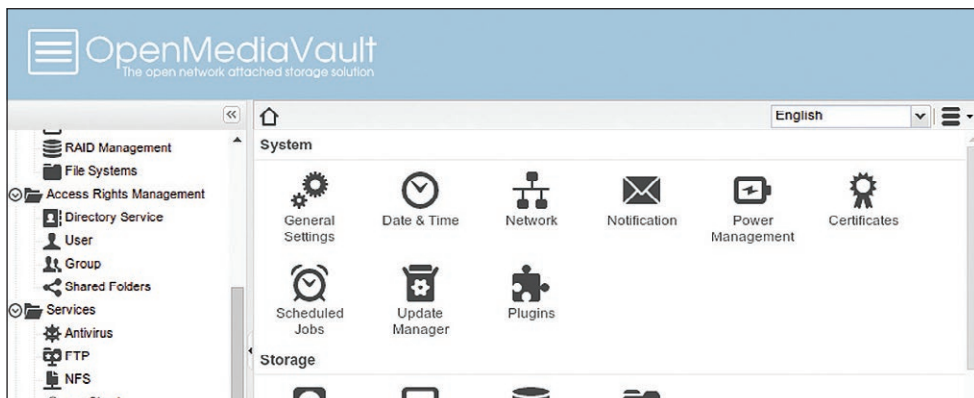 OpenMediaVault
The open network attached storage solution
English
RAID Management
File Systems
Access Rights Management
Directory Service
User
Group
Shared Folders
Services
Antivirus
FTP
NFS
System
General Settings
Date & Time
Network
Notification
Power Management
Certificates
Scheduled Jobs
Update Manager
Plugins
Storage